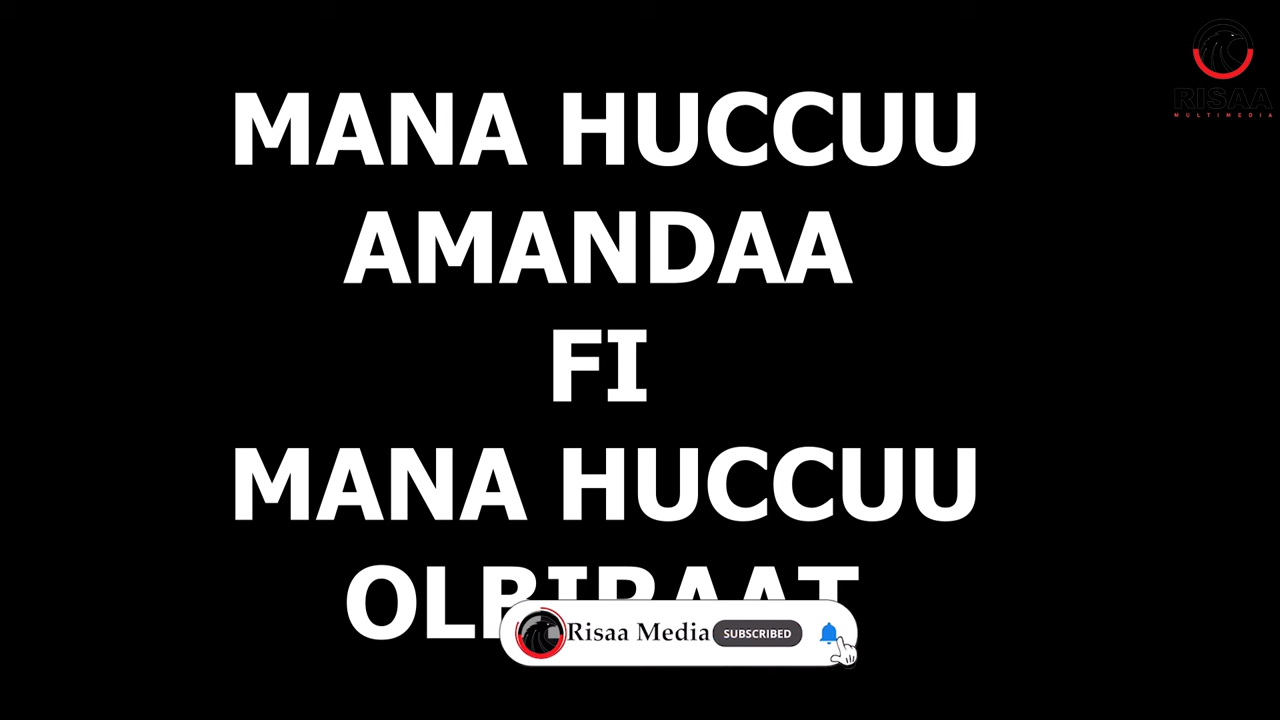 MANA HUCCUU
AMANDAA
FI
MANA HUCCUU
Risaa Media SUBSCRIBED
RISAA
MULTIMEDIA